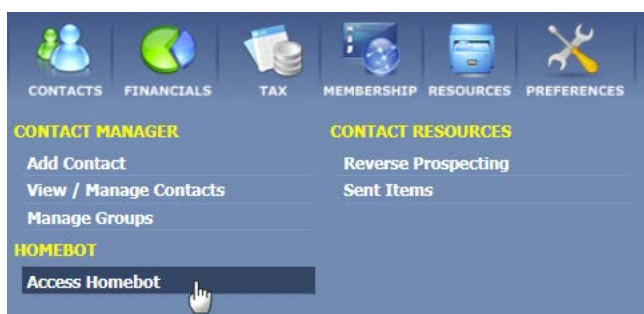 CONTACTS FINANCIALS TAX MEMBERSHIP RESOURCES PREFERENCES
CONTACT MANAGER
Add Contact
View / Manage Contacts
Manage Groups
HOMEBOT
Access Homebot
CONTACT RESOURCES
Reverse Prospecting
Sent Items